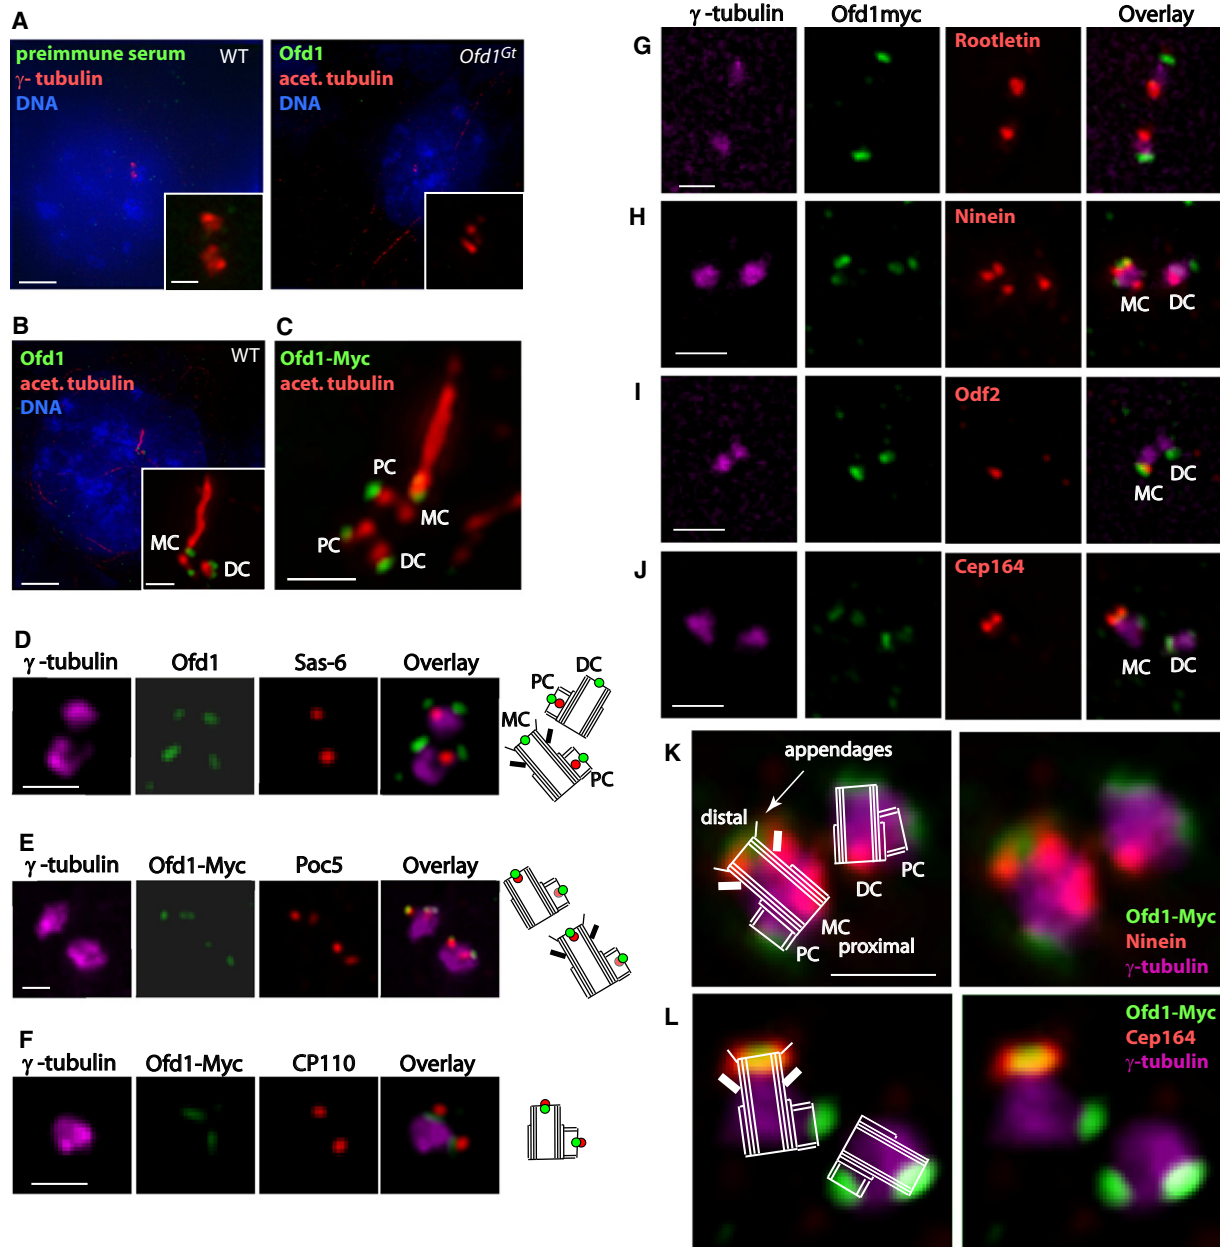 A
preimmune serum
WT
γ- tubulin
DNA
Ofd1
Ofd1Gt
acet. tubulin
DNA
B
Ofd1
WT
acet. tubulin
DNA
MC
DC
C
Ofd1-Myc
acet. tubulin
PC
MC
PC
DC
D
γ -tubulin
Ofd1
Sas-6
Overlay
DC
PC
MC
PC
E
γ -tubulin
Ofd1-Myc
Poc5
Overlay
F
γ -tubulin
Ofd1-Myc
CP110
Overlay
γ -tubulin
Ofd1myc
Overlay
G
Rootletin
H
Ninein
MC
DC
I
Odf2
MC
DC
J
Cep164
MC
DC
K
appendages
distal
PC
DC
MC
PC
proximal
Ofd1-Myc
Ninein
γ-tubulin
L
Ofd1-Myc
Cep164
γ-tubulin